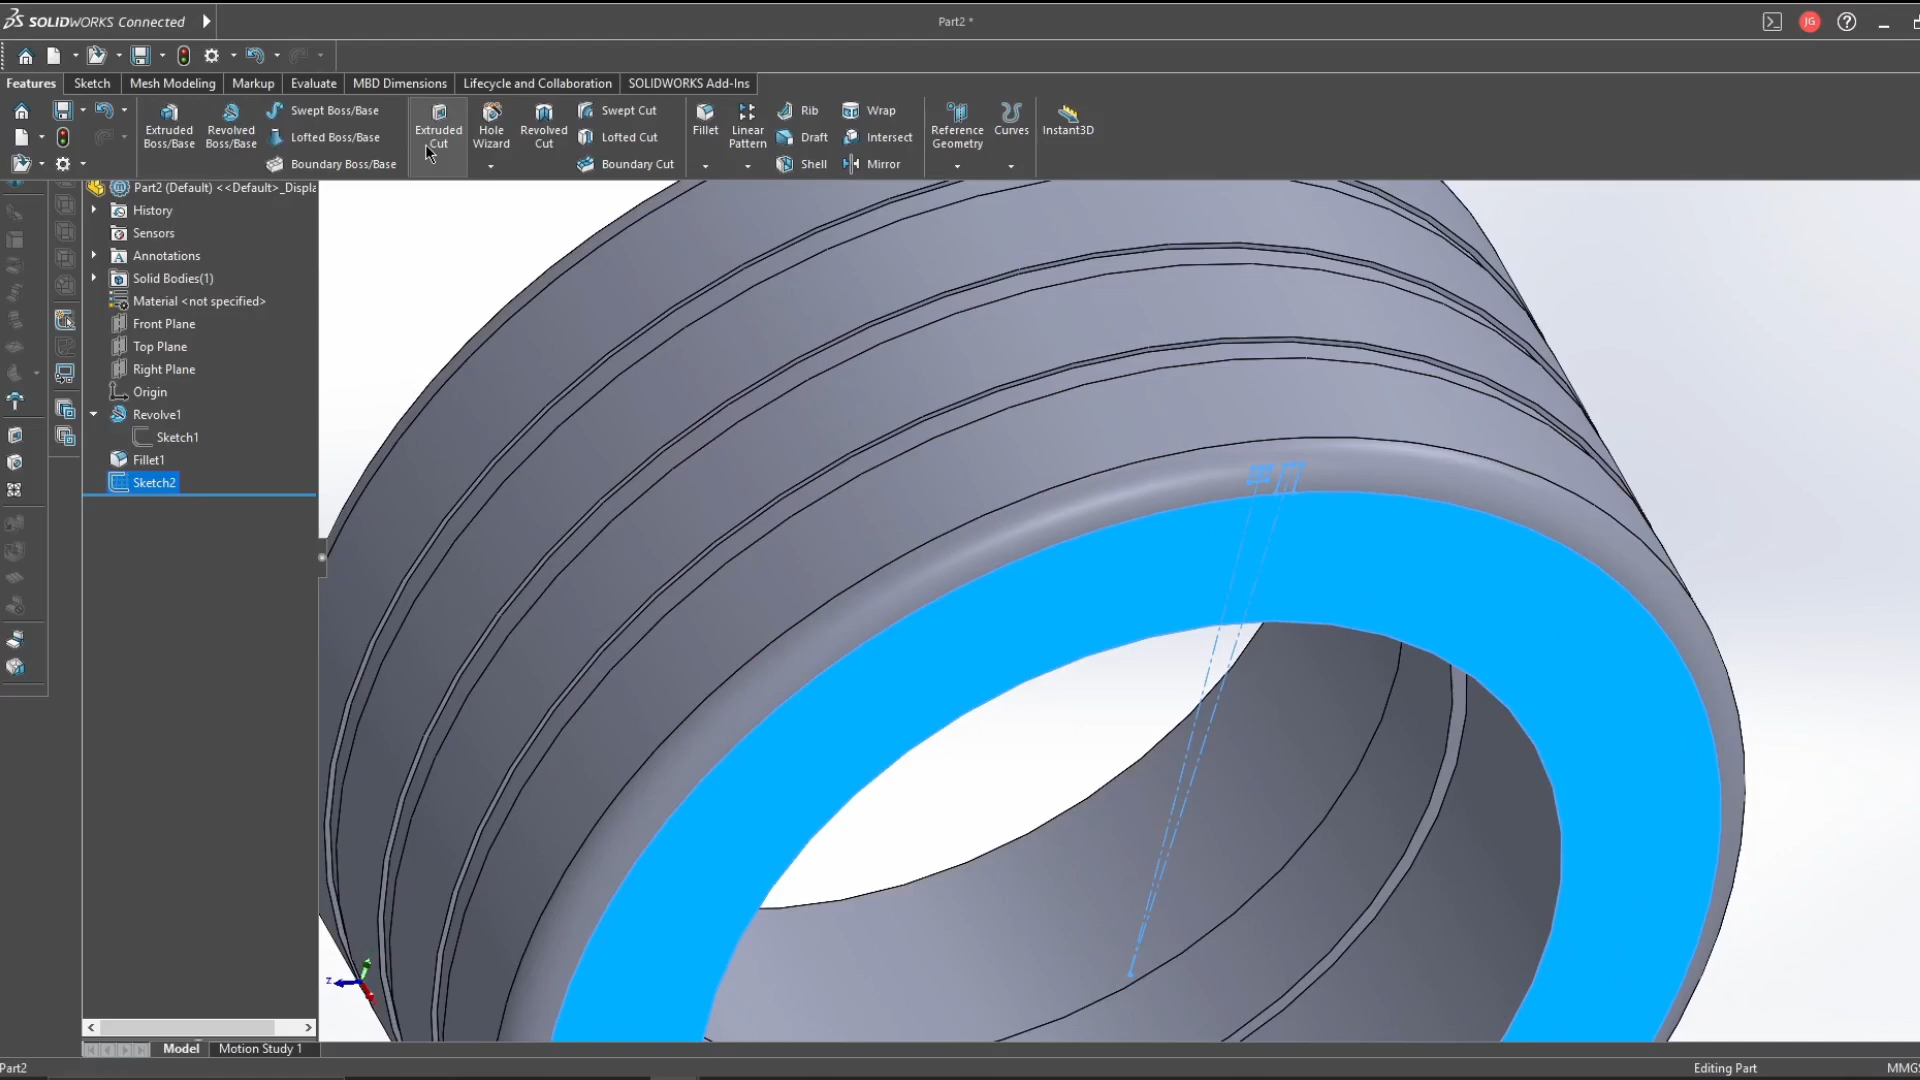 SOLIDWORKS Connected
Part2 *
JG
Features
Sketch
Mesh Modeling
Markup
Evaluate
MBD Dimensions
Lifecycle and Collaboration
SOLIDWORKS Add-Ins
Extruded Boss/Base
Revolved Boss/Base
Swept Boss/Base
Lofted Boss/Base
Boundary Boss/Base
Extruded Cut
Hole Wizard
Revolved Cut
Swept Cut
Lofted Cut
Boundary Cut
Fillet
Linear Pattern
Rib
Draft
Shell
Wrap
Intersect
Mirror
Reference Geometry
Curves
Instant3D
Part2 (Default) <<Default>_Displa
History
Sensors
Annotations
Solid Bodies(1)
Material <not specified>
Front Plane
Top Plane
Right Plane
Origin
Revolve1
Sketch1
Fillet1
Sketch2
Z
Model
Motion Study 1
Part2
Editing Part
MMGS